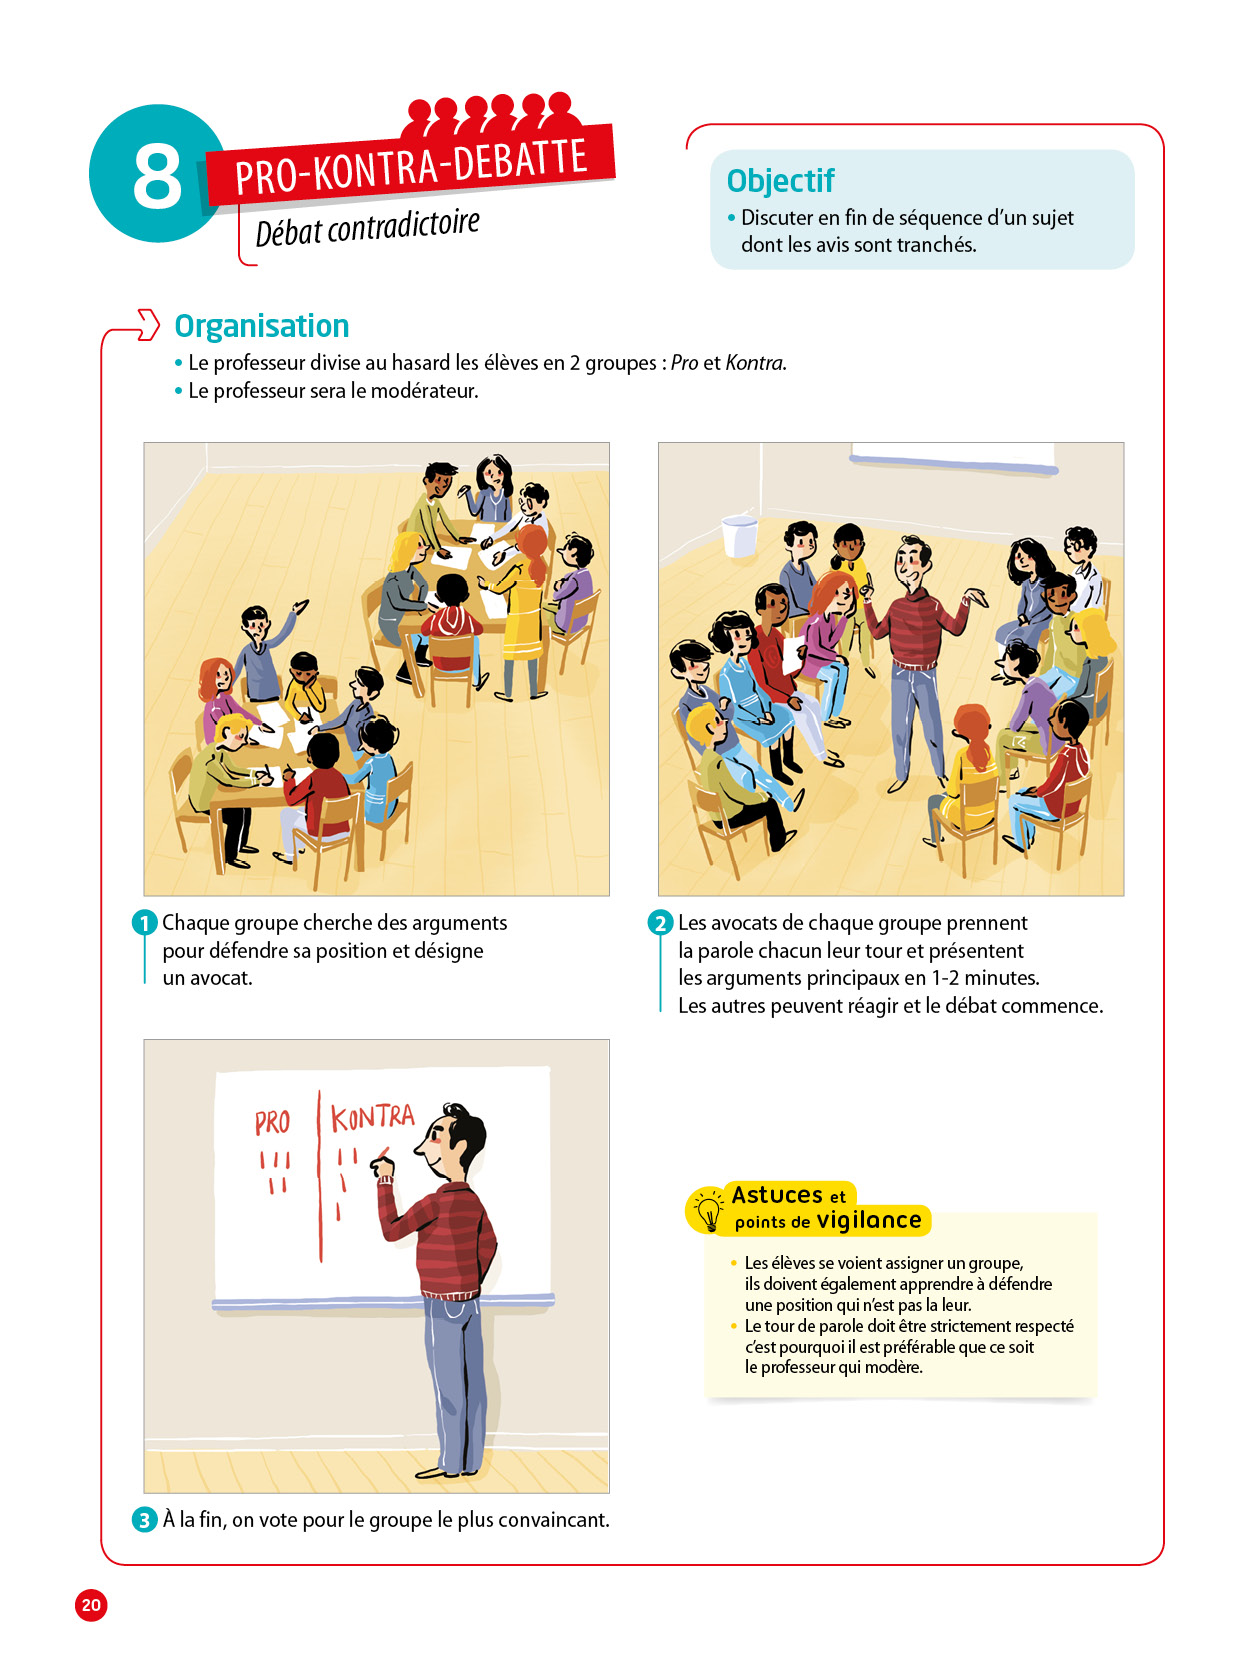 8
PRO-KONTRA-DEBATTE
Débat contradictoire
Objectif
• Discuter en fin de séquence d’un sujet
dont les avis sont tranchés.
Organisation
• Le professeur divise au hasard les élèves en 2 groupes : Pro et Kontra.
• Le professeur sera le modérateur.
1 Chaque groupe cherche des arguments
pour défendre sa position et désigne
un avocat.
2 Les avocats de chaque groupe prennent
la parole chacun leur tour et présentent
les arguments principaux en 1-2 minutes.
Les autres peuvent réagir et le débat commence.
PRO KONTRA
Astuces et
points de vigilance
• Les élèves se voient assigner un groupe,
ils doivent également apprendre à défendre
une position qui n’est pas la leur.
• Le tour de parole doit être strictement respecté
c’est pourquoi il est préférable que ce soit
le professeur qui modère.
3 À la fin, on vote pour le groupe le plus convaincant.
20